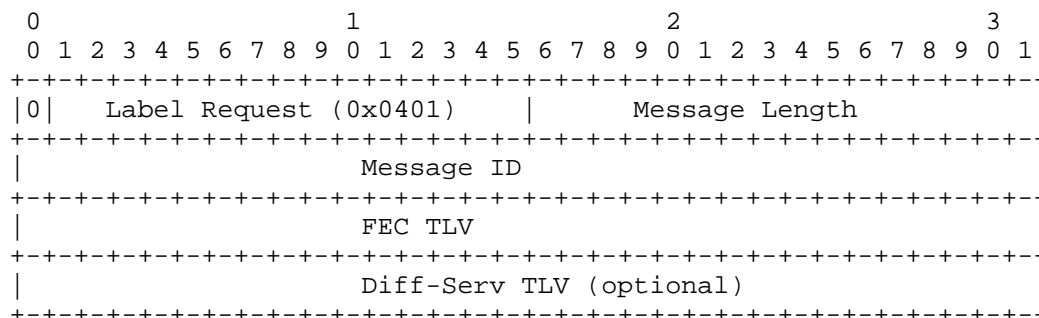 0                   1                   2                   3
 0 1 2 3 4 5 6 7 8 9 0 1 2 3 4 5 6 7 8 9 0 1 2 3 4 5 6 7 8 9 0 1
+-+-+-+-+-+-+-+-+-+-+-+-+-+-+-+-+-+-+-+-+-+-+-+-+-+-+-+-+-+-+-+-
|0|   Label Request (0x0401)    |      Message Length
+-+-+-+-+-+-+-+-+-+-+-+-+-+-+-+-+-+-+-+-+-+-+-+-+-+-+-+-+-+-+-+-
|                     Message ID
+-+-+-+-+-+-+-+-+-+-+-+-+-+-+-+-+-+-+-+-+-+-+-+-+-+-+-+-+-+-+-+-
|                     FEC TLV
+-+-+-+-+-+-+-+-+-+-+-+-+-+-+-+-+-+-+-+-+-+-+-+-+-+-+-+-+-+-+-+-
|                     Diff-Serv TLV (optional)
+-+-+-+-+-+-+-+-+-+-+-+-+-+-+-+-+-+-+-+-+-+-+-+-+-+-+-+-+-+-+-+-